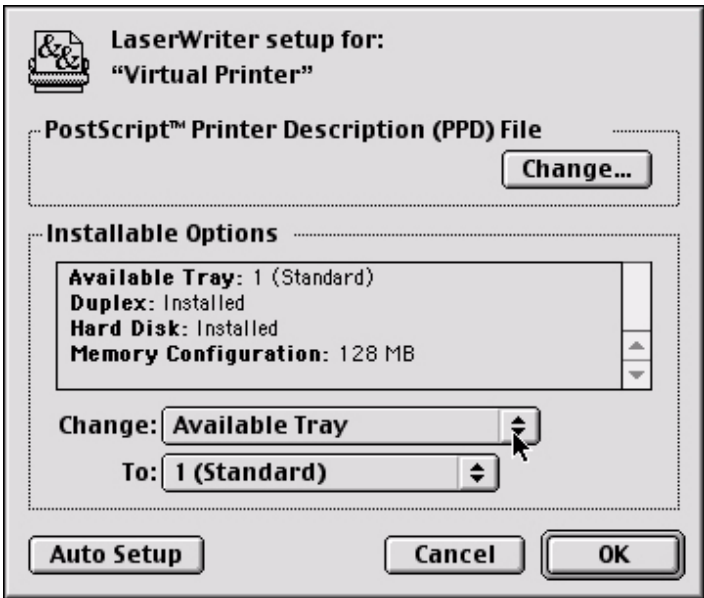 LaserWriter setup for:
“Virtual Printer”
PostScript™ Printer Description (PPD) File
Change...
Installable Options
Available Tray: 1 (Standard)
Duplex: Installed
Hard Disk: Installed
Memory Configuration: 128 MB
Change: Available Tray
To: 1 (Standard)
Auto Setup Cancel OK